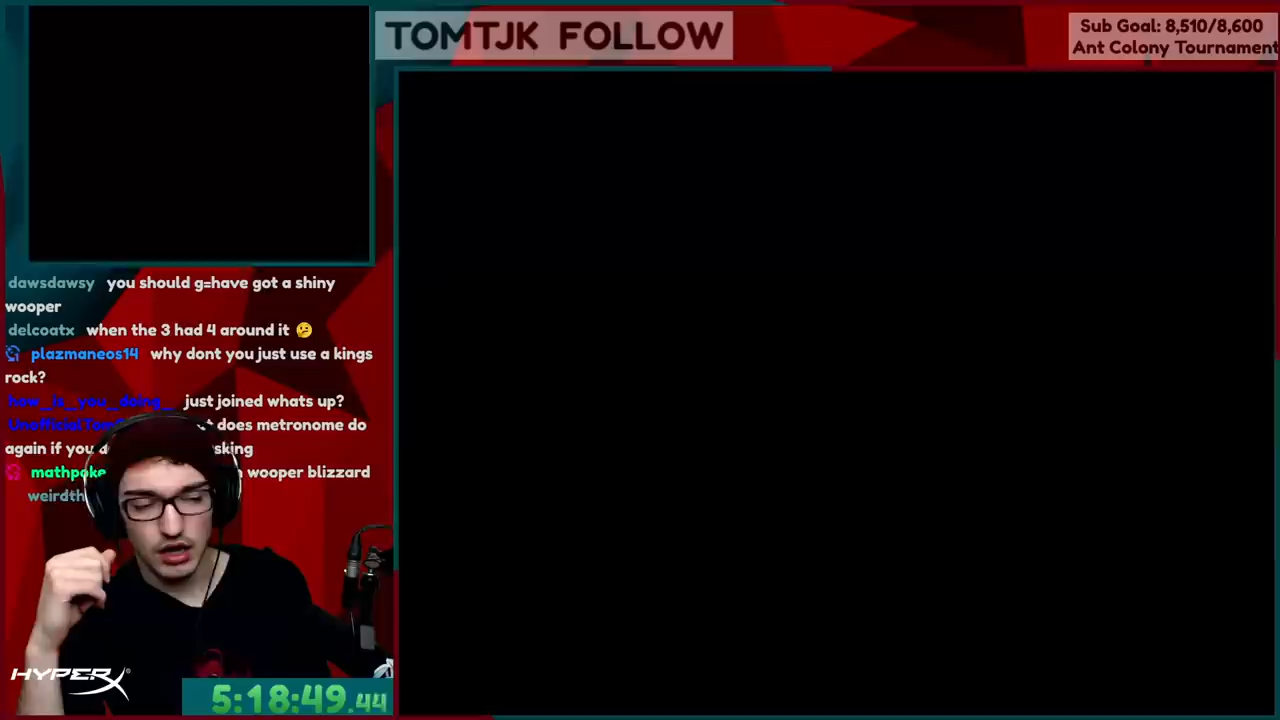 TOMTJK FOLLOW
Sub Goal: 8,510/8,600
Ant Colony Tournament
dawsdawsy you should g=have got a shiny
wooper
delcoatx when the 3 had 4 around it
plazmaneos14 why dont you just use a kings
rock?
how_is_you_doing_ just joined whats up?
does metronome do
again if you
mathpoke wooper blizzard
HYPERX
5:18:49.44